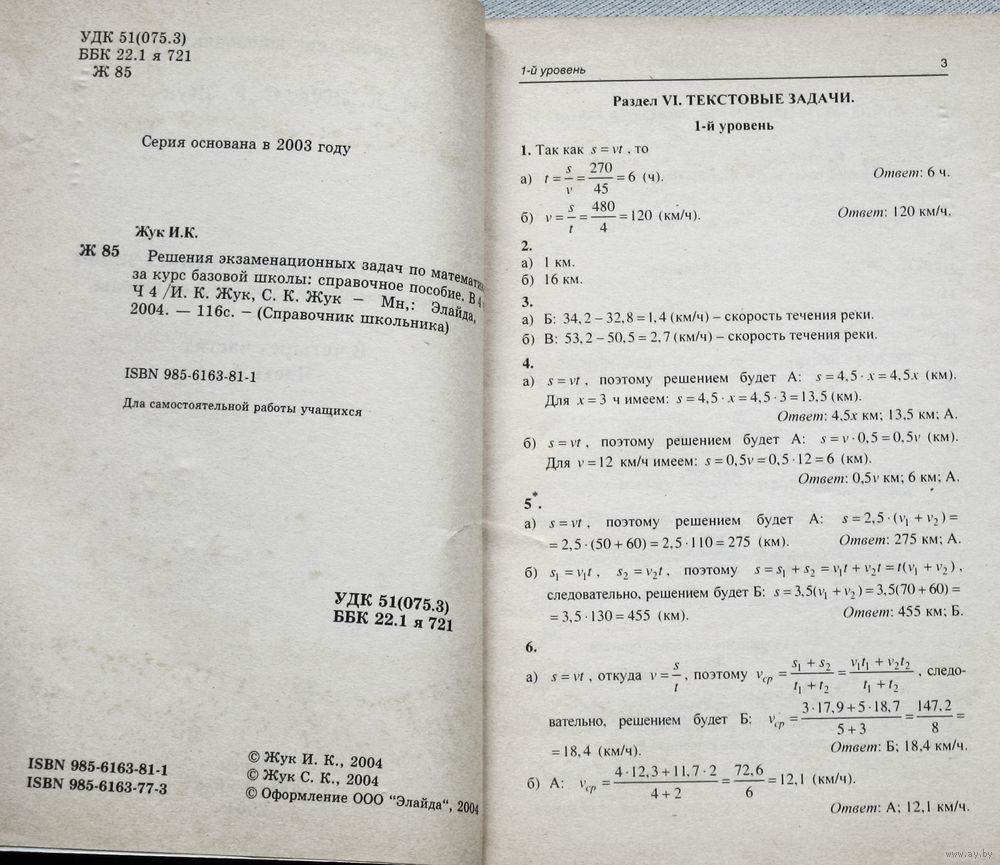 УДК 51(075.3)
ББК 22.1 я 721
Ж 85
Серия основана в 2003 году
Жук И.К.
Ж 85
Решения экзаменационных задач по
за курс базовой школы: справочное пособие. В 4
Ч 4 /И. К. Жук, С. К. Жук — Мн,: Элайда,
2004. — 116с. – (Справочник школьника)
ISBN 985-6163-81-1
Для самостоятельной работы учащихся
УДК 51(075.3)
ББК 22.1 я 721
ISBN 985-6163-81-1
ISBN 985-6163-77-3
© Жук И. К., 2004
© Жук С. К., 2004
© Оформление ООО "Элайда", 2004
1-й уровень 3
Раздел VI. ТЕКСТОВЫЕ ЗАДАЧИ.
1-й уровень
1. Так как s = vt , то
а) t = s/v = 270/45 = 6 (ч). Ответ: 6 ч.
б) v = s/t = 480/4 = 120 (км/ч). Ответ: 120 км/ч.
2.
а) 1 км.
б) 16 км.
3.
а) Б: 34,2 – 32,8 = 1,4 (км/ч) – скорость течения реки.
б) В: 53,2 – 50,5 = 2,7 (км/ч) – скорость течения реки.
4.
а) s = vt , поэтому решением будет А: s = 4,5 · x = 4,5x (км).
Для x = 3 ч имеем: s = 4,5 · x = 4,5 · 3 = 13,5 (км).
Ответ: 4,5x км; 13,5 км; А.
б) s = vt , поэтому решением будет А: s = v · 0,5 = 0,5v (км).
Для v = 12 км/ч имеем: s = 0,5v = 0,5 · 12 = 6 (км).
Ответ: 0,5v км; 6 км; А.
5*.
а) s = vt , поэтому решением будет А: s = 2,5 · (v₁ + v₂) =
= 2,5 · (50 + 60) = 2,5 · 110 = 275 (км). Ответ: 275 км; А.
б) s₁ = v₁t , s₂ = v₂t , поэтому s = s₁ + s₂ = v₁t + v₂t = t(v₁ + v₂) ,
следовательно, решением будет Б: s = 3,5(v₁ + v₂) = 3,5(70 + 60) =
= 3,5 · 130 = 455 (км). Ответ: 455 км; Б.
6.
а) s = vt , откуда v = s/t , поэтому vср = (s₁ + s₂)/(t₁ + t₂) = (v₁t₁ + v₂t₂)/(t₁ + t₂) , следо-
вательно, решением будет Б: vср = (3 · 17,9 + 5 · 18,7)/(5 + 3) = 147,2/8 =
= 18,4 (км/ч). Ответ: Б; 18,4 км/ч.
б) А: vср = (4 · 12,3 + 11,7 · 2)/(4 + 2) = 72,6/6 = 12,1 (км/ч).
Ответ: А; 12,1 км/ч.
www.ay.by